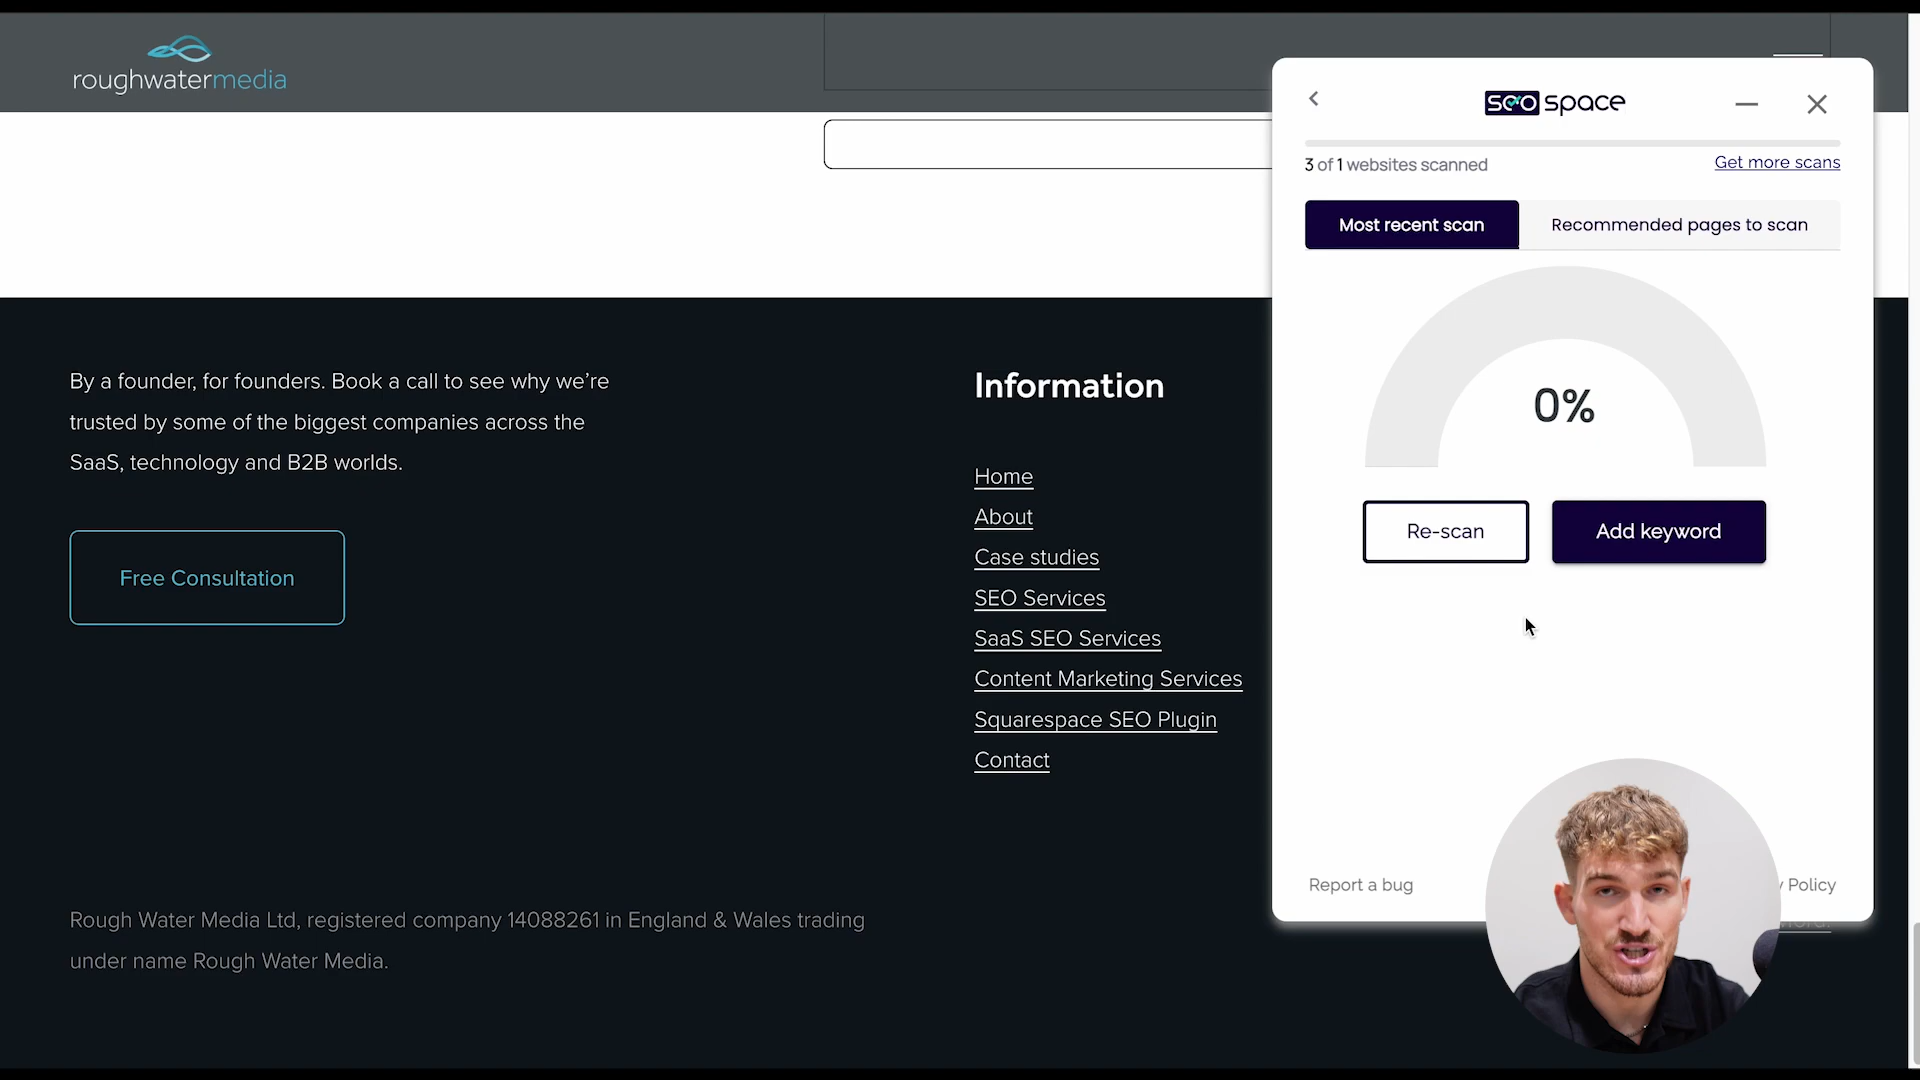 roughwatermedia
seo space
3 of 1 websites scanned
Get more scans
Most recent scan
Recommended pages to scan
0%
Re-scan
Add keyword
Report a bug
Policy
By a founder, for founders. Book a call to see why we’re
trusted by some of the biggest companies across the
SaaS, technology and B2B worlds.
Free Consultation
Information
Home
About
Case studies
SEO Services
SaaS SEO Services
Content Marketing Services
Squarespace SEO Plugin
Contact
Rough Water Media Ltd, registered company 14088261 in England & Wales trading
under name Rough Water Media.